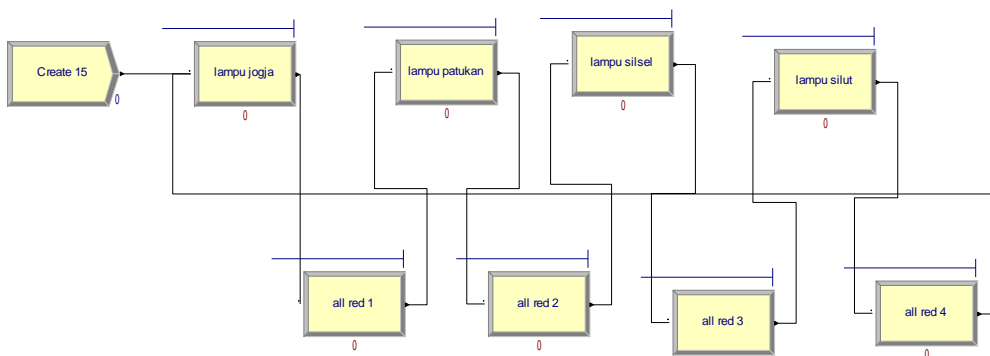 Create 15
0
lampu jogja
0
lampu patukan
0
lampu silsel
0
lampu silut
0
all red 1
0
all red 2
0
all red 3
all red 4
0